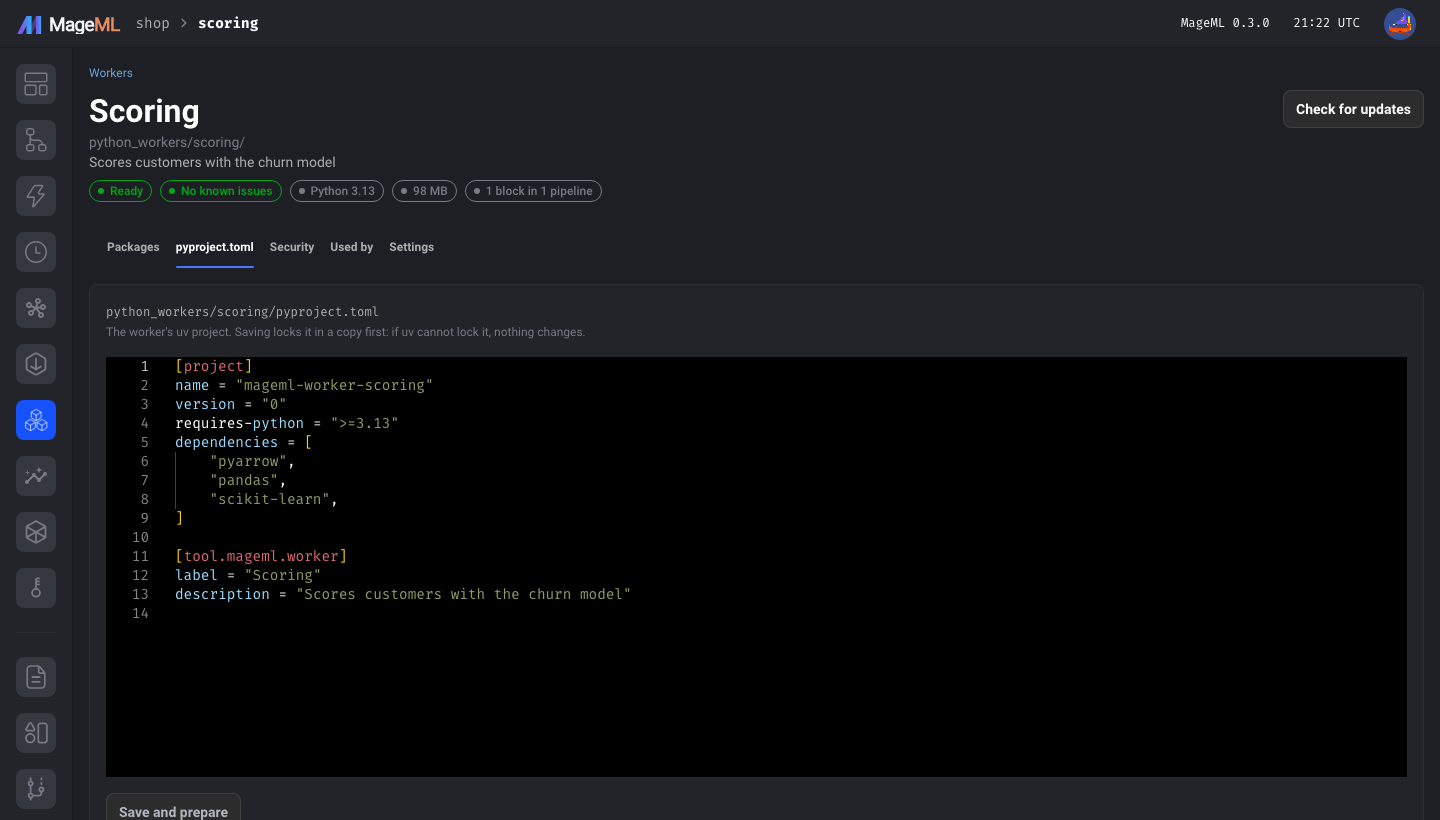 MageML shop > scoring MageML 0.3.0 21:22 UTC
Workers
Scoring
Check for updates
python_workers/scoring/
Scores customers with the churn model
Ready No known issues Python 3.13 98 MB 1 block in 1 pipeline
Packages pyproject.toml Security Used by Settings
python_workers/scoring/pyproject.toml
The worker's uv project. Saving locks it in a copy first: if uv cannot lock it, nothing changes.
1 [project]
2 name = "mageml-worker-scoring"
3 version = "0"
4 requires-python = ">=3.13"
5 dependencies = [
6     "pyarrow",
7     "pandas",
8     "scikit-learn",
9 ]
10
11 [tool.mageml.worker]
12 label = "Scoring"
13 description = "Scores customers with the churn model"
14
Save and prepare